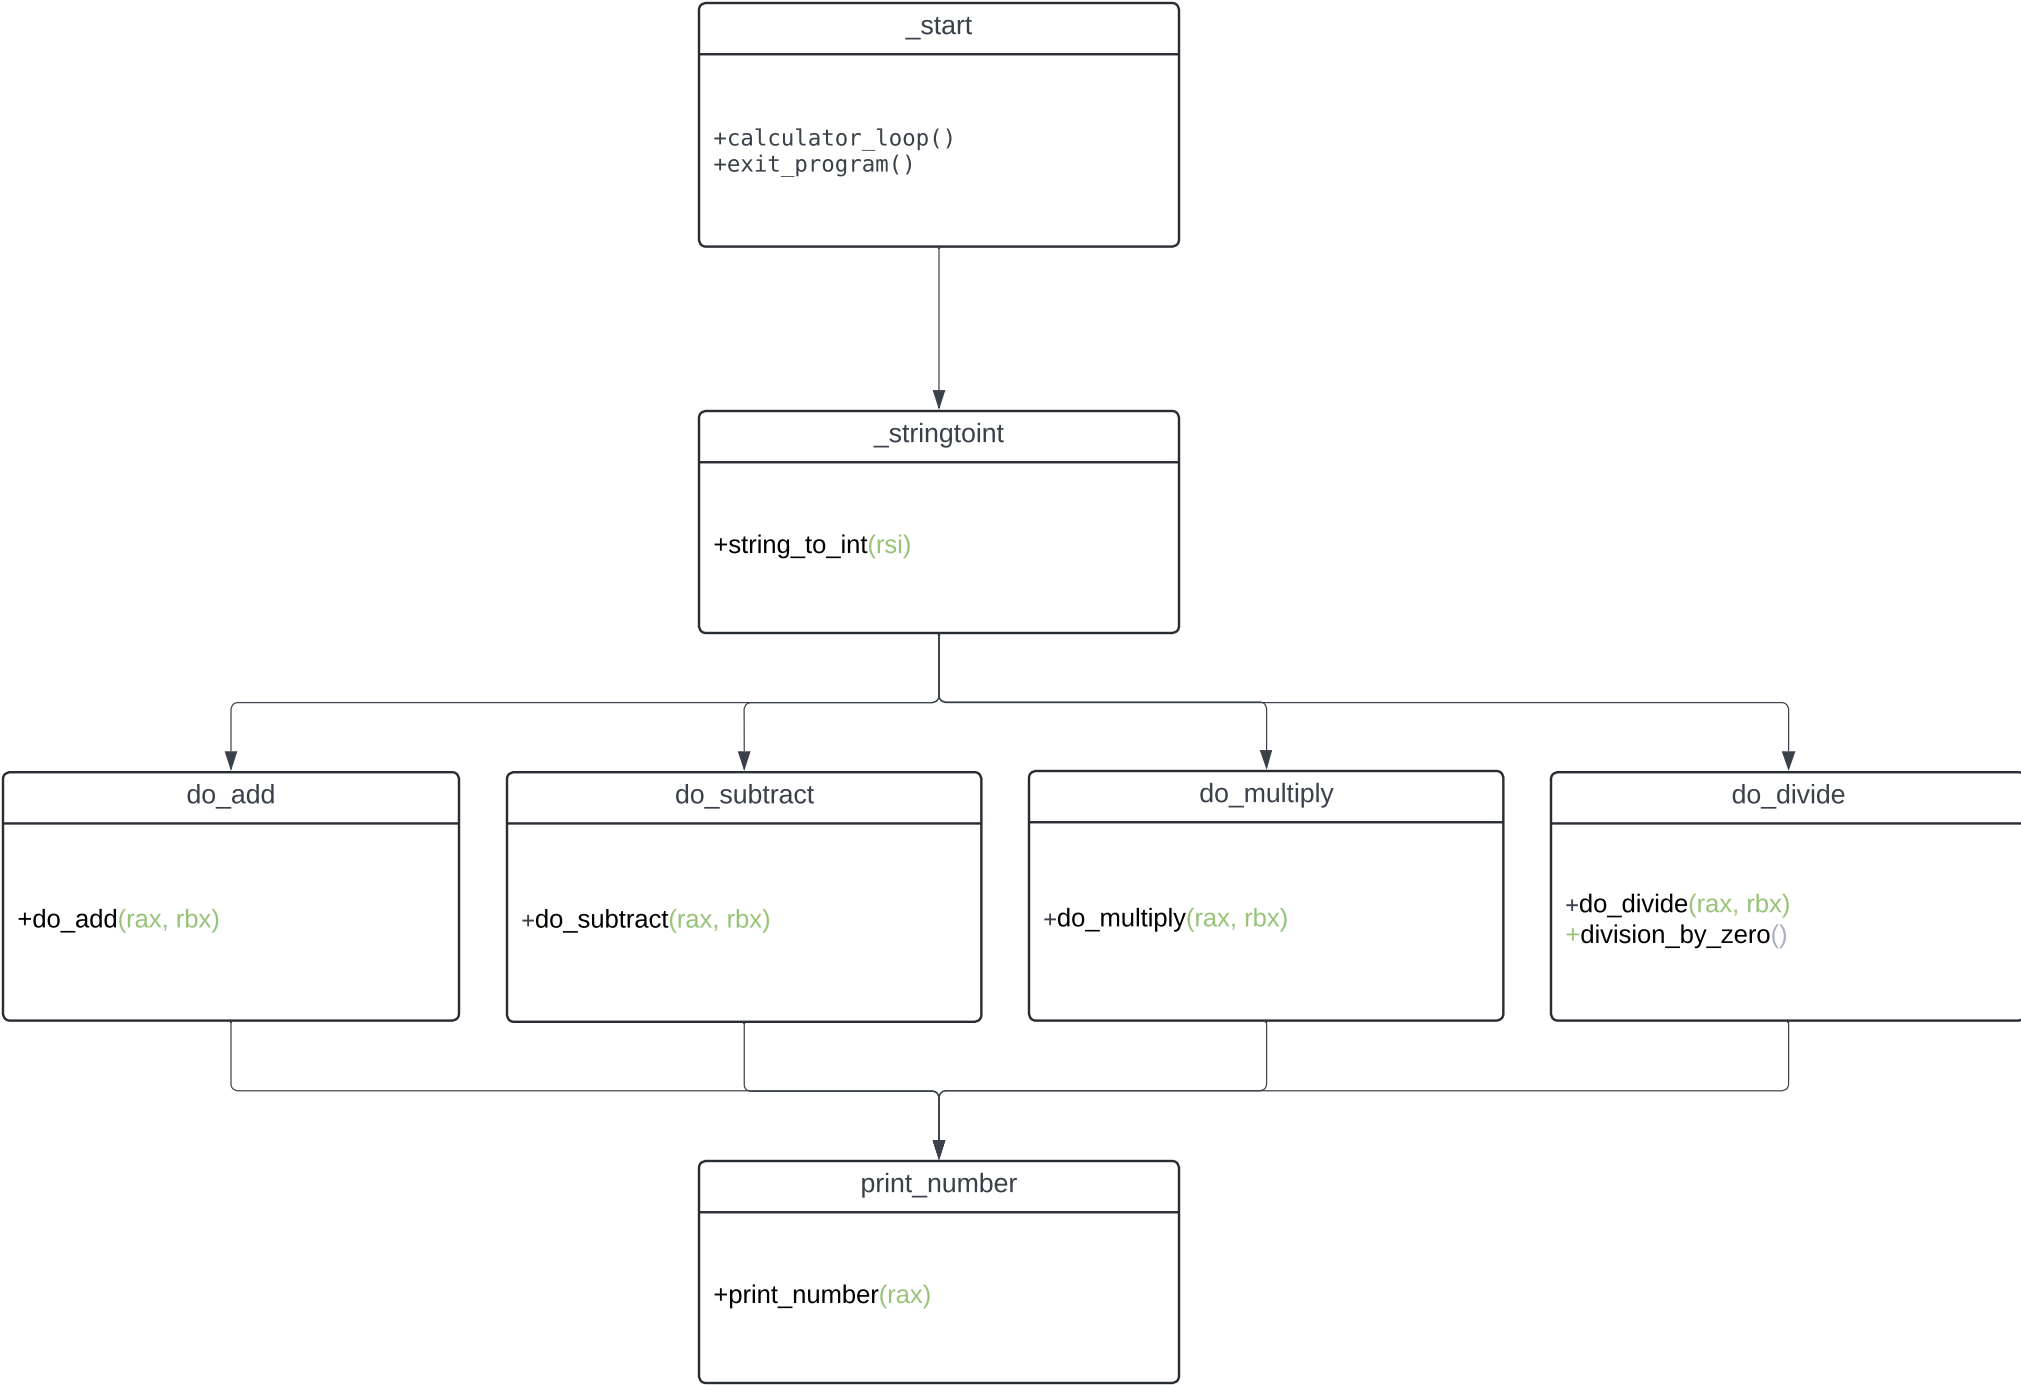 _start
+calculator_loop()
+exit_program()
_stringtoint
+string_to_int(rsi)
do_add
+do_add(rax, rbx)
do_subtract
+do_subtract(rax, rbx)
do_multiply
+do_multiply(rax, rbx)
do_divide
+do_divide(rax, rbx)
+division_by_zero()
print_number
+print_number(rax)